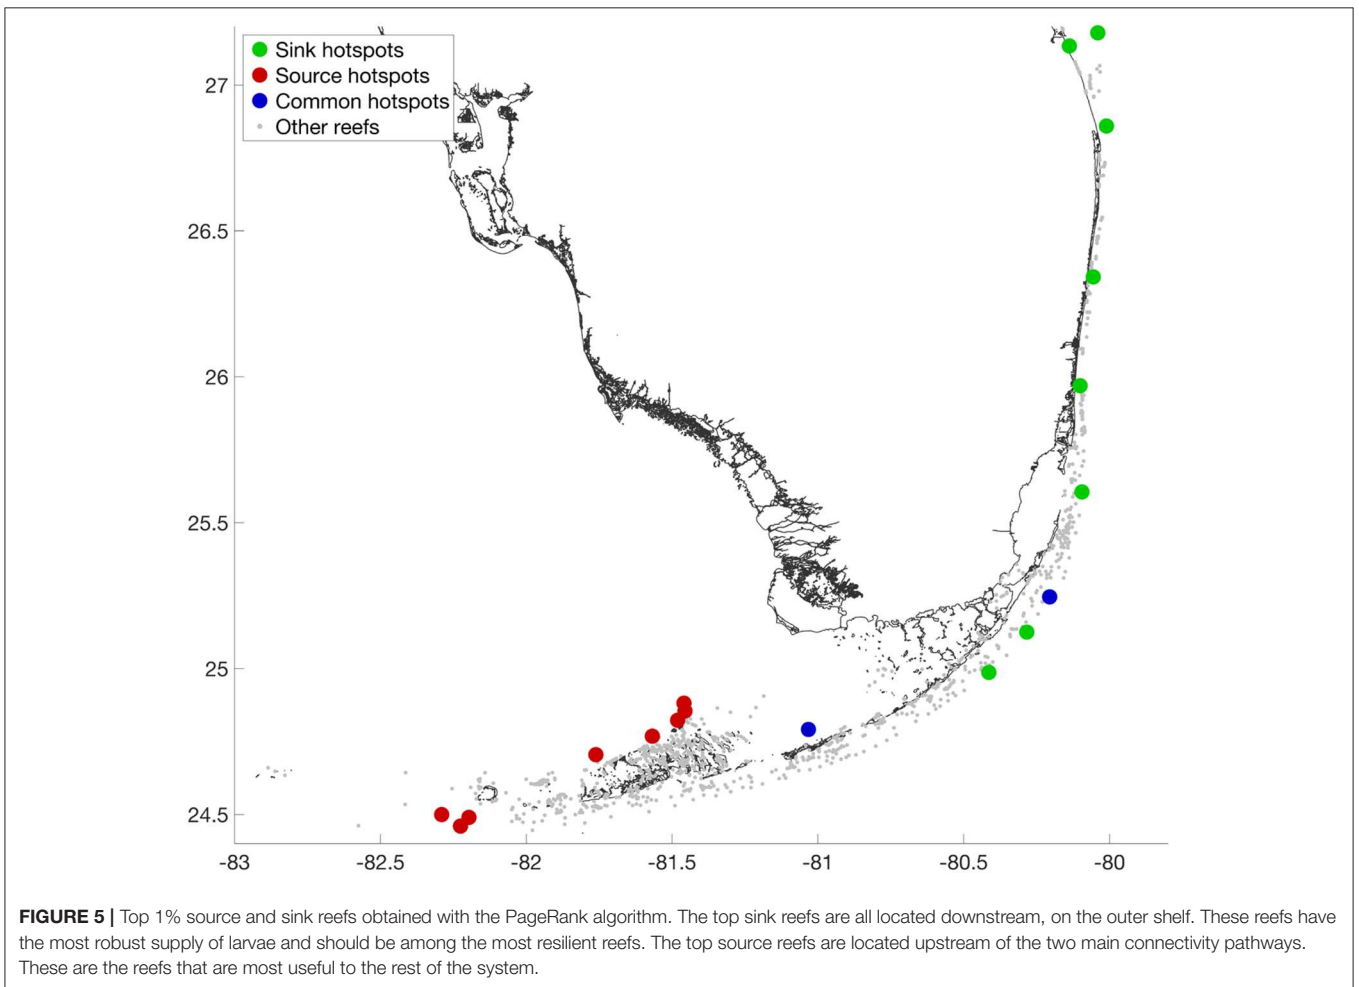 Sink hotspots
Source hotspots
Common hotspots
Other reefs
27
26.5
26
25.5
25
24.5
-83 -82.5 -82 -81.5 -81 -80.5 -80
FIGURE 5 | Top 1% source and sink reefs obtained with the PageRank algorithm. The top sink reefs are all located downstream, on the outer shelf. These reefs have
the most robust supply of larvae and should be among the most resilient reefs. The top source reefs are located upstream of the two main connectivity pathways.
These are the reefs that are most useful to the rest of the system.